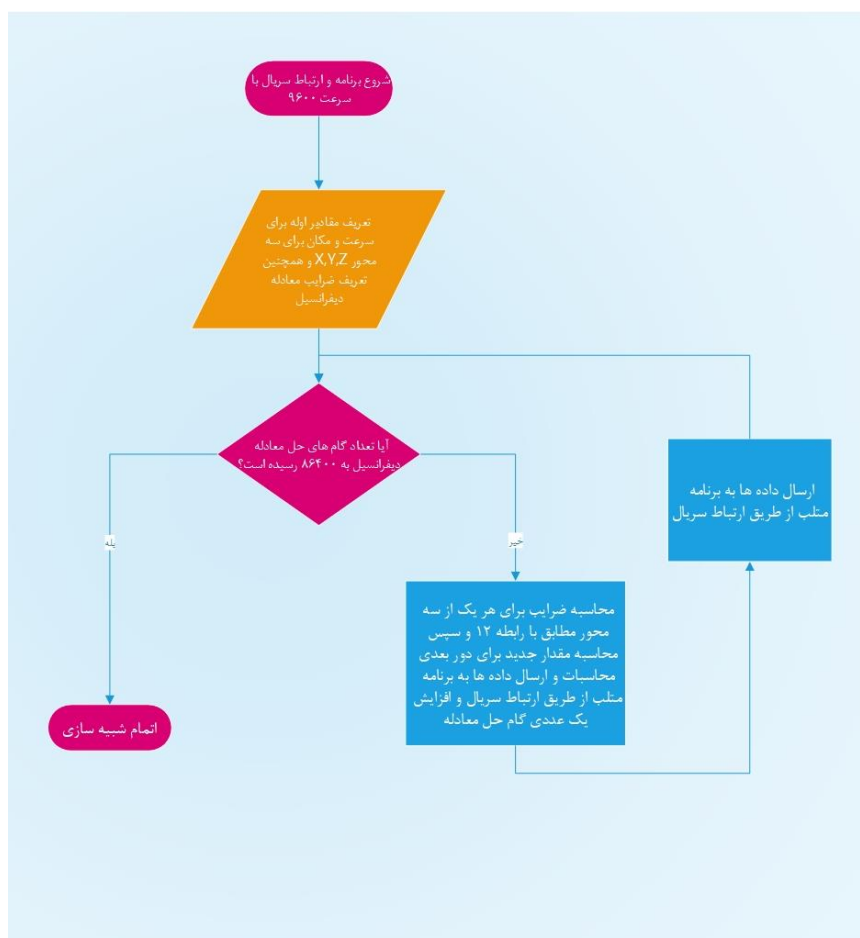 شروع برنامه و ارتباط سریال با
سرعت ۹۶۰۰
تعریف مقادیر اوله برای
سرعت و مکان برای سه
محور X,Y,Z و همچنین
تعریف ضرایب معادله
دیفرانسیل
آیا تعداد گام های حل معادله
دیفرانسیل به ۸۶۴۰۰ رسیده است؟
بله
خیر
ارسال داده ها به برنامه
متلب از طریق ارتباط سریال
محاسبه ضرایب برای هر یک از سه
محور مطابق با رابطه ۱۲ و سپس
محاسبه مقدار جدید برای دور بعدی
محاسبات و ارسال داده ها به برنامه
متلب از طریق ارتباط سریال و افزایش
یک عددی گام حل معادله
اتمام شبیه سازی